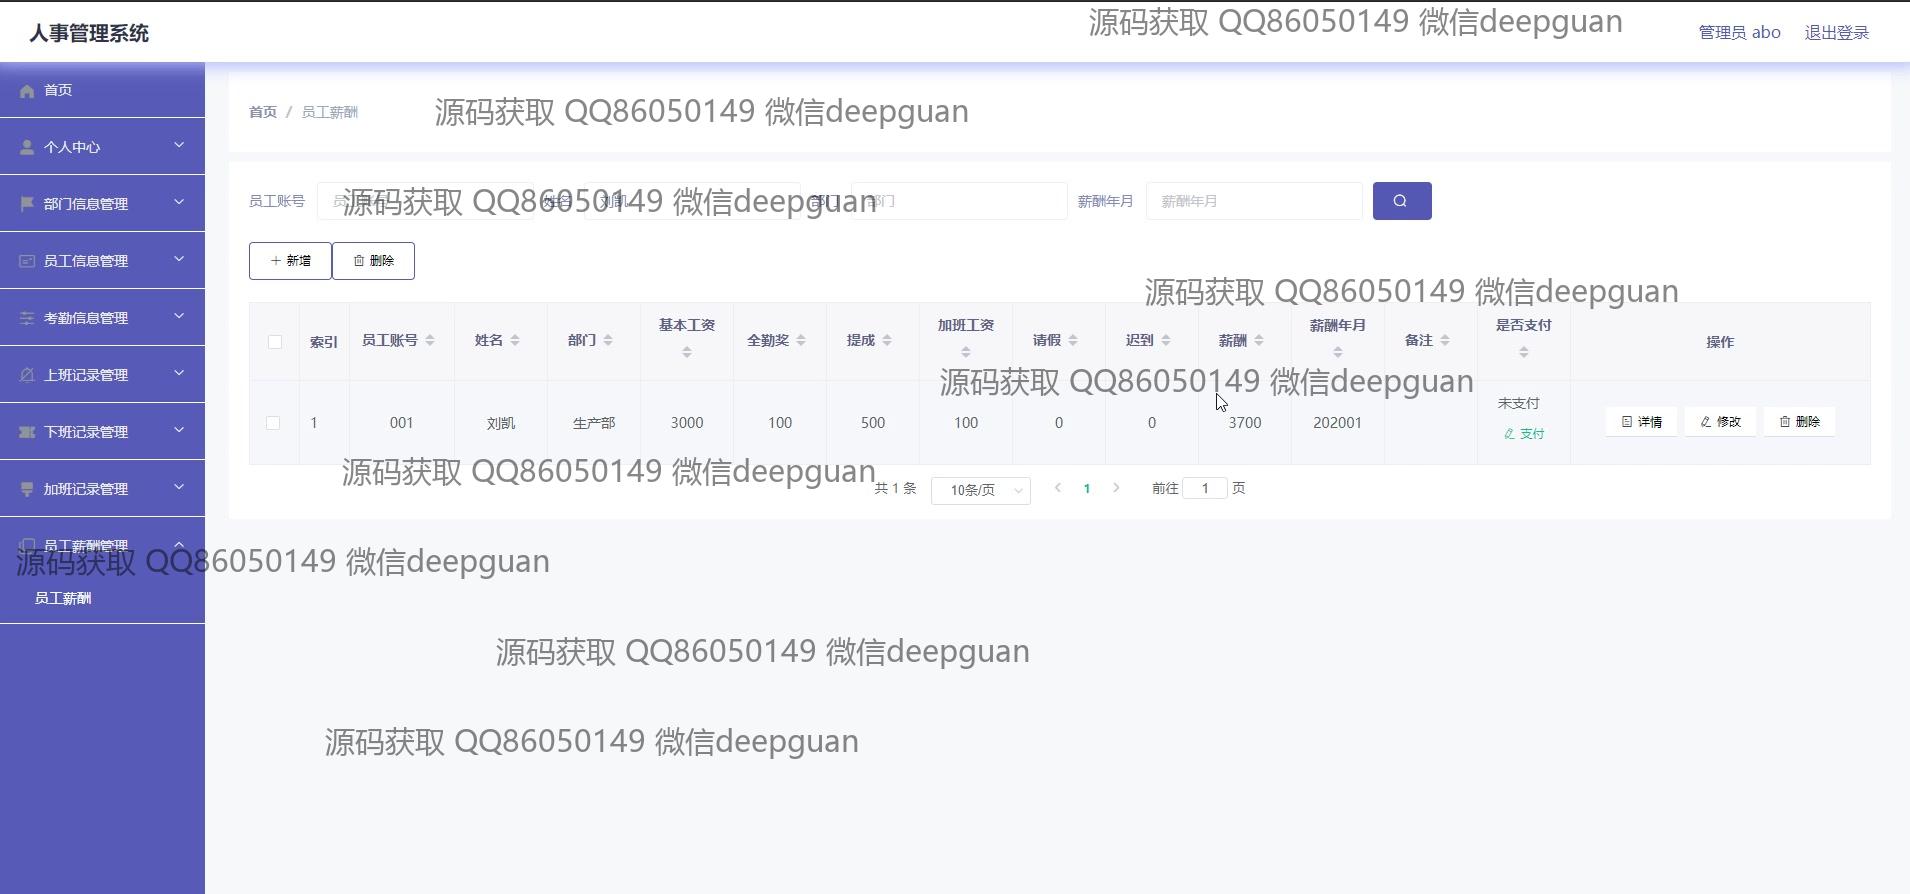 人事管理系统
源码获取 QQ86050149 微信deepguan
管理员 abo 退出登录
首页
个人中心
部门信息管理
员工信息管理
考勤信息管理
上班记录管理
下班记录管理
加班记录管理
员工薪酬管理
员工薪酬
首页 / 员工薪酬
源码获取 QQ86050149 微信deepguan
员工账号 姓名 刘凯 部门 部门 薪酬年月 薪酬年月
源码获取 QQ86050149 微信deepguan
新增 删除
源码获取 QQ86050149 微信deepguan
索引 员工账号 姓名 部门 基本工资 全勤奖 提成 加班工资 请假 迟到 薪酬 薪酬年月 备注 是否支付 操作
源码获取 QQ86050149 微信deepguan
1 001 刘凯 生产部 3000 100 500 100 0 0 3700 202001 未支付 详情 修改 删除
支付
源码获取 QQ86050149 微信deepguan
共 1 条 10条/页 1 前往 1 页
源码获取 QQ86050149 微信deepguan
源码获取 QQ86050149 微信deepguan
源码获取 QQ86050149 微信deepguan